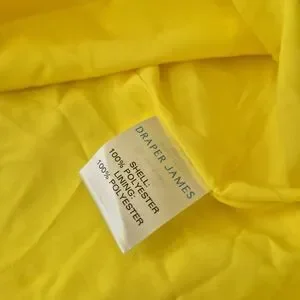 DRAPER JAMES
SHELL:
100% POLYESTER
LINING:
100% POLYESTER